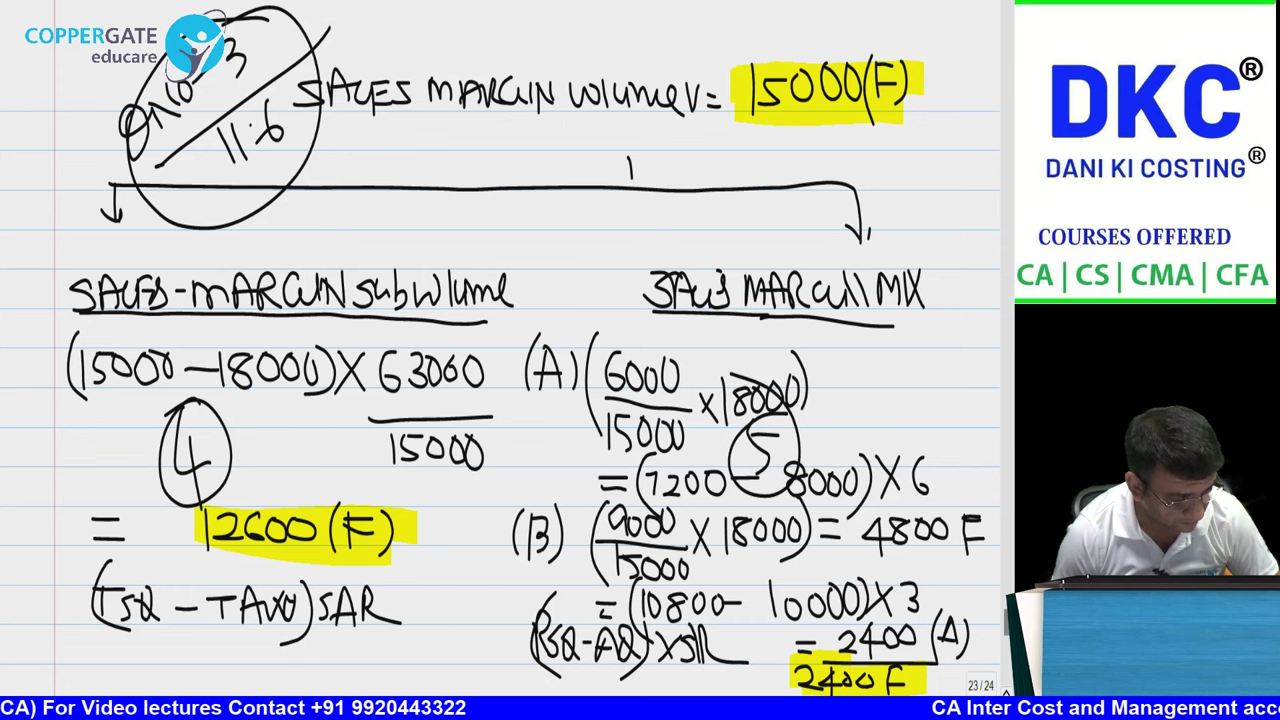 COPPERGATE
educare
3
11:6
SALES MARGIN Volume V = 15000(F)
SALES-MARGIN sub Volume
SALES MARGIN MIX
(15000 - 18000) X 63000
15000
4
= 12600 (F)
(TSQ - TAQ) SAR
(A) (6000
15000 X 18000)
5
= (7200 - 8000) X 6
= 4800 F
(B) (9000
15000 X 18000)
= (10800 - 10000) X 3
= 2400 (A)
(RSQ - AQ) X SR
2400 F
23/24
DKC®
DANI KI COSTING®
COURSES OFFERED
CA | CS | CMA | CFA
CA) For Video lectures Contact +91 9920443322
CA Inter Cost and Management acc